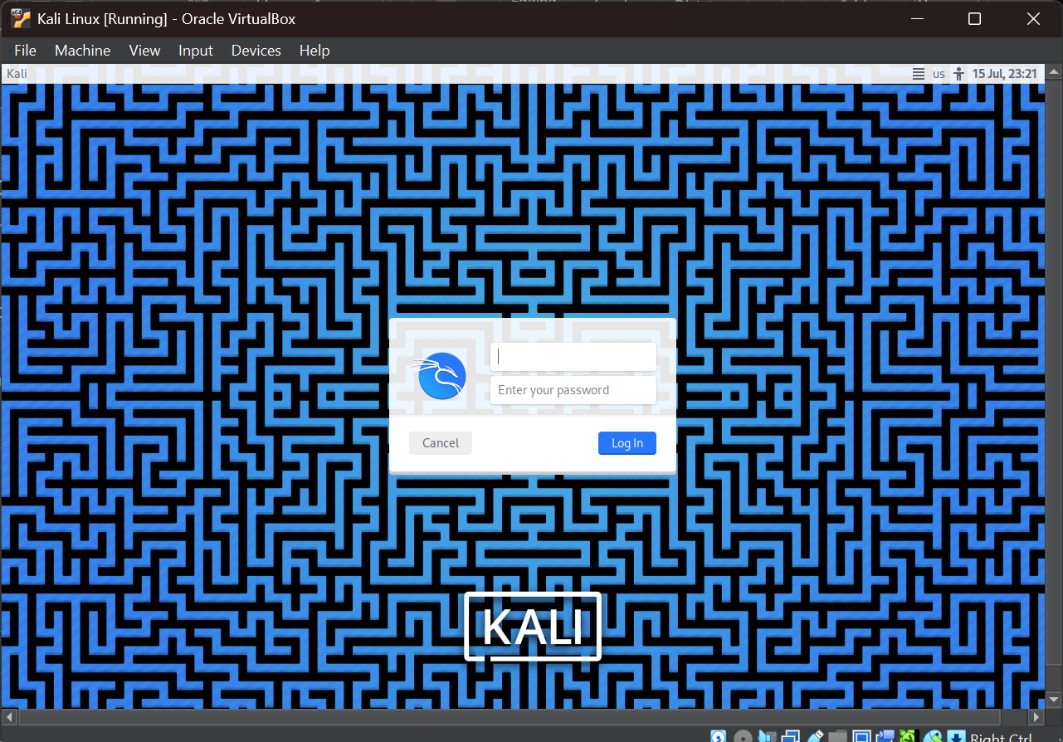 Kali Linux [Running] - Oracle VirtualBox
File Machine View Input Devices Help
Kali us 15 Jul, 23:21
Enter your password
Cancel Log In
KALI
Right Ctrl